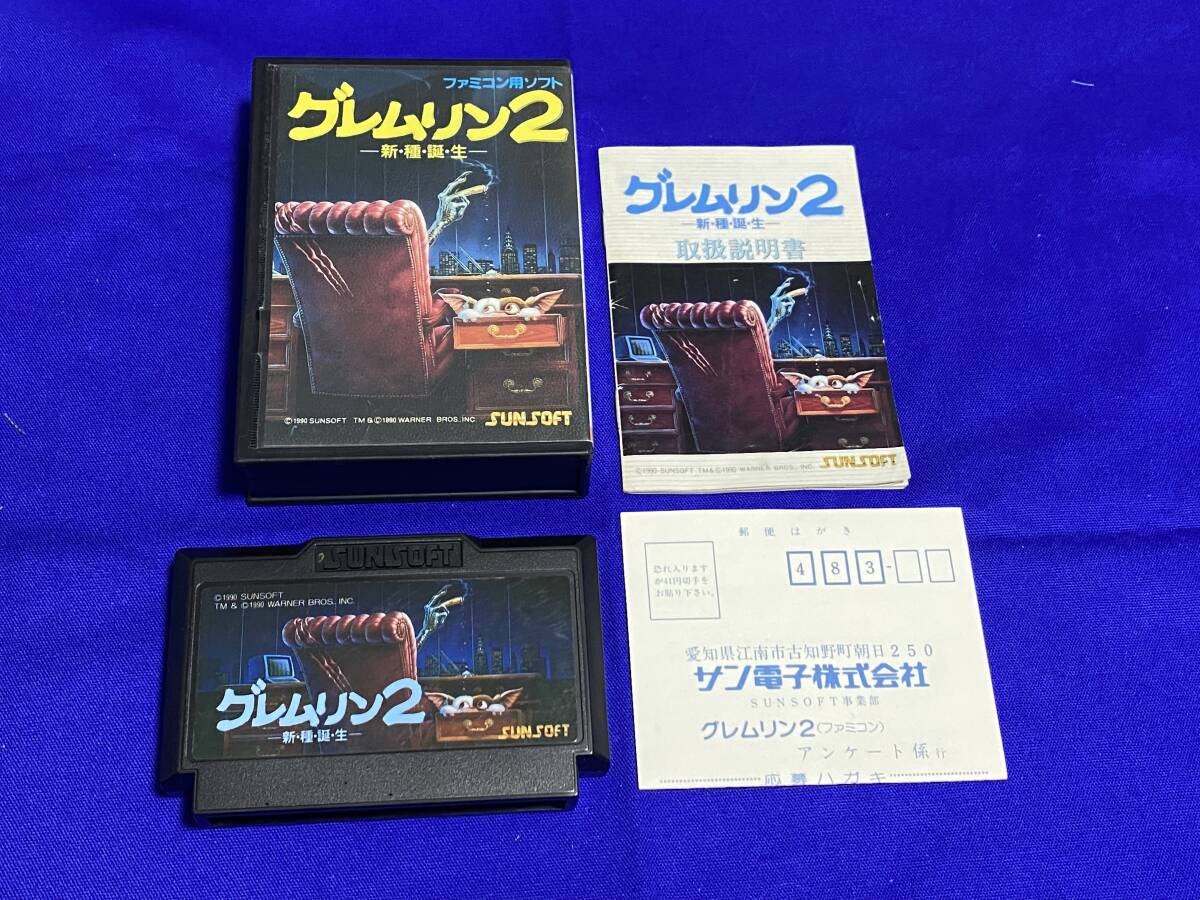 ファミコン用ソフト
グレムリン2
―新・種・誕・生―
©1990 SUNSOFT TM & ©1990 WARNER BROS., INC.
SUNSOFT
グレムリン2
―新・種・誕・生―
取扱説明書
©1990 SUNSOFT TM & ©1990 WARNER BROS., INC.
SUNSOFT
SUNSOFT
©1990 SUNSOFT
TM & ©1990 WARNER BROS., INC.
グレムリン2
―新・種・誕・生―
SUNSOFT
郵便はがき
恐れ入ります
が41円切手を
お貼り下さい。
483-
愛知県江南市古知野町朝日250
サン電子株式会社
SUNSOFT事業部
グレムリン2(ファミコン)
アンケート係行
応募ハガキ